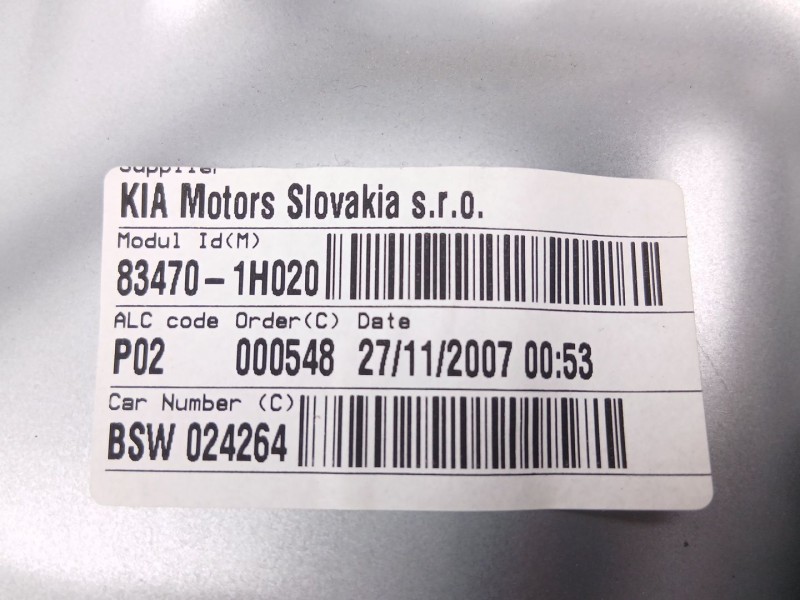 Supplier
KIA Motors Slovakia s.r.o.
Modul Id(M)
83470-1H020
ALC code Order(C) Date
P02 000548 27/11/2007 00:53
Car Number (C)
BSW 024264